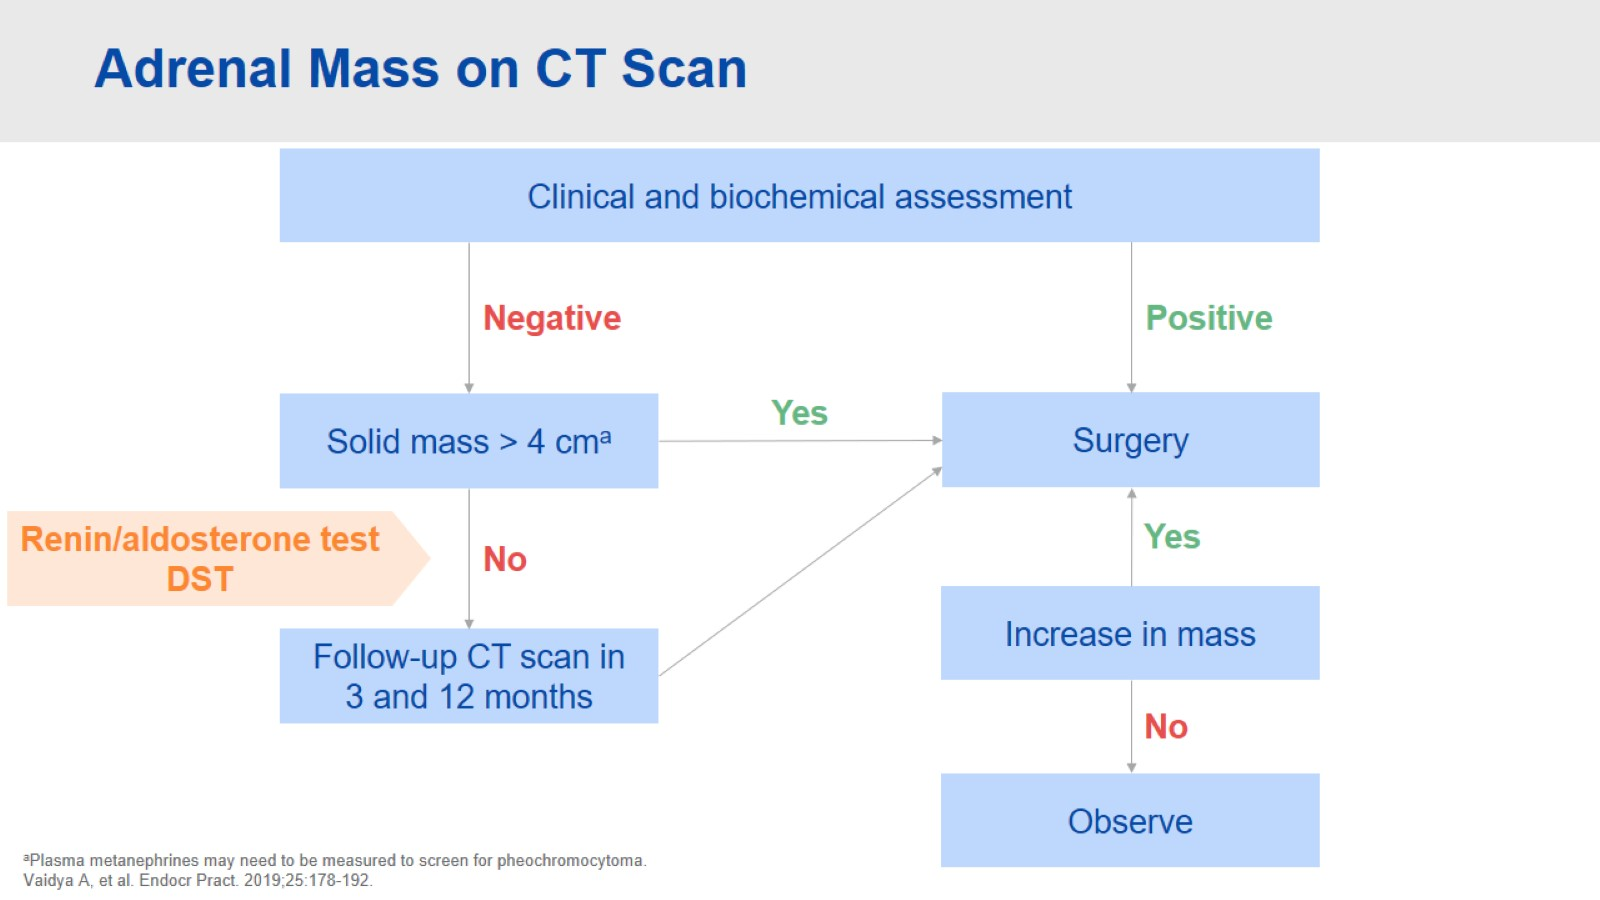 Adrenal Mass on CT Scan
Clinical and biochemical assessment
Negative
Positive
Solid mass > 4 cmᵃ
Yes
Surgery
Renin/aldosterone test
DST
No
Yes
Follow-up CT scan in
3 and 12 months
Increase in mass
No
Observe
ᵃPlasma metanephrines may need to be measured to screen for pheochromocytoma.
Vaidya A, et al. Endocr Pract. 2019;25:178-192.